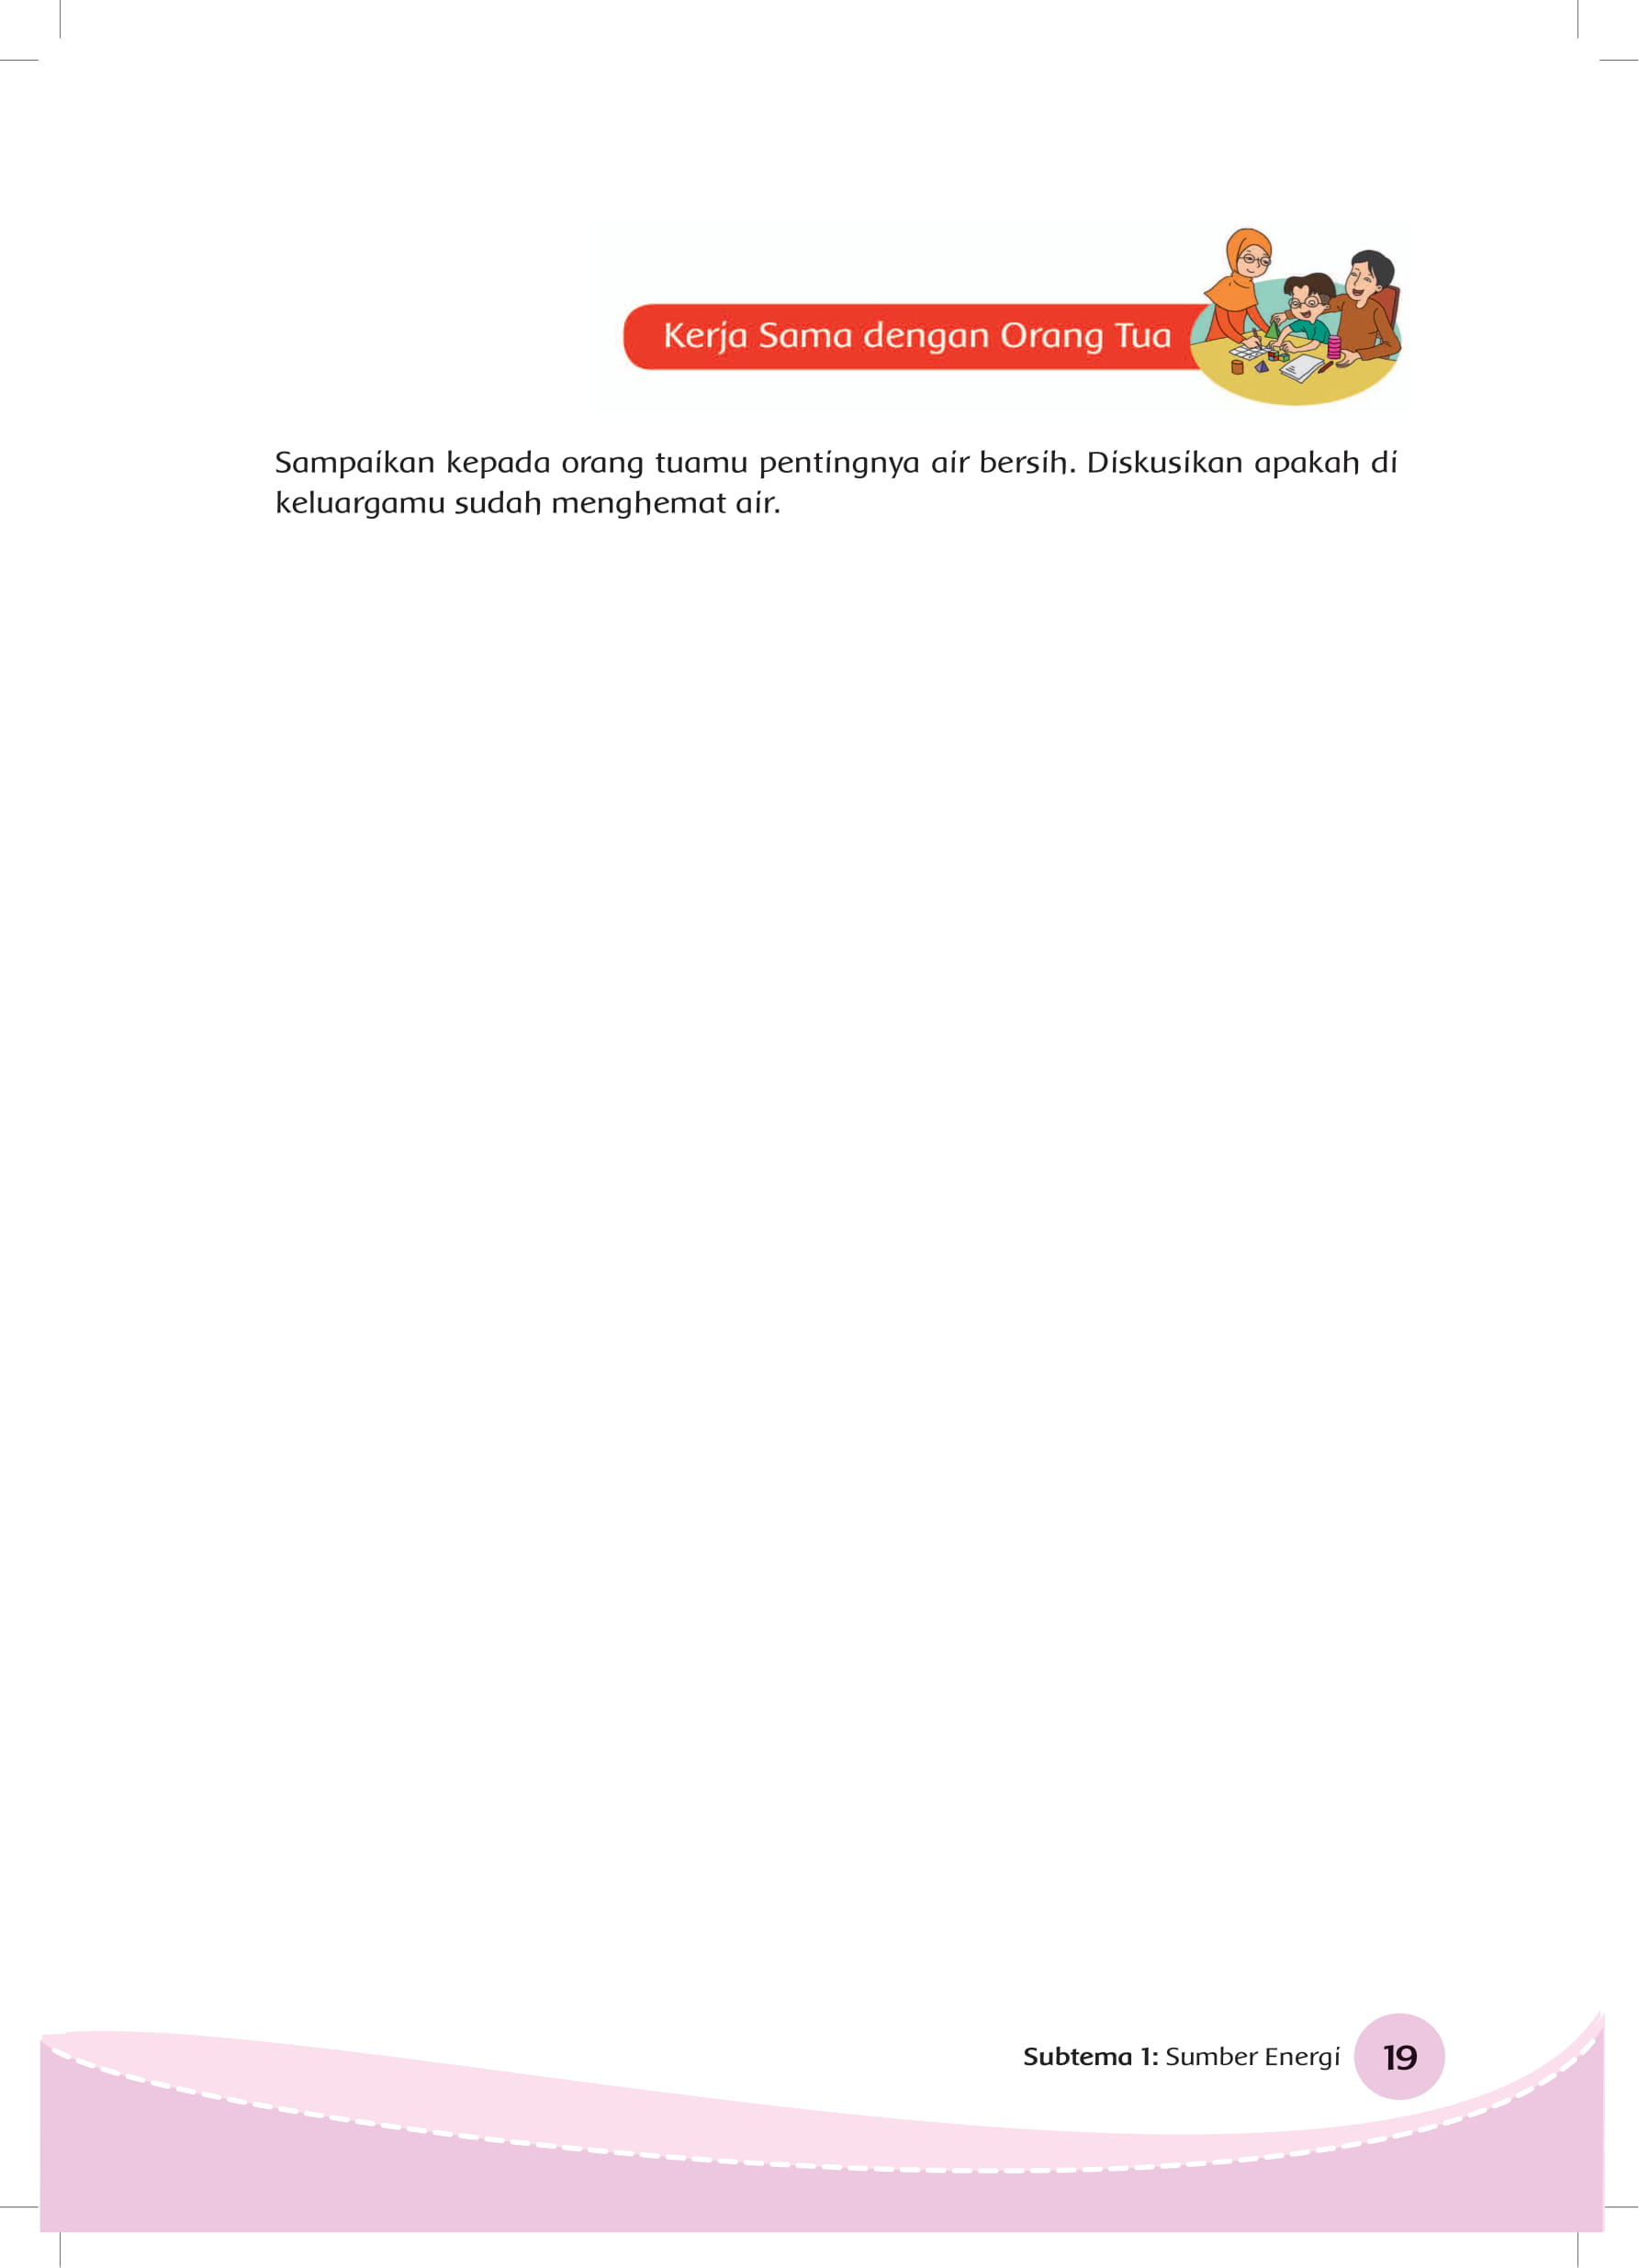 Kerja Sama dengan Orang Tua
Sampaikan kepada orang tuamu pentingnya air bersih. Diskusikan apakah di
keluargamu sudah menghemat air.
Subtema 1: Sumber Energi 19